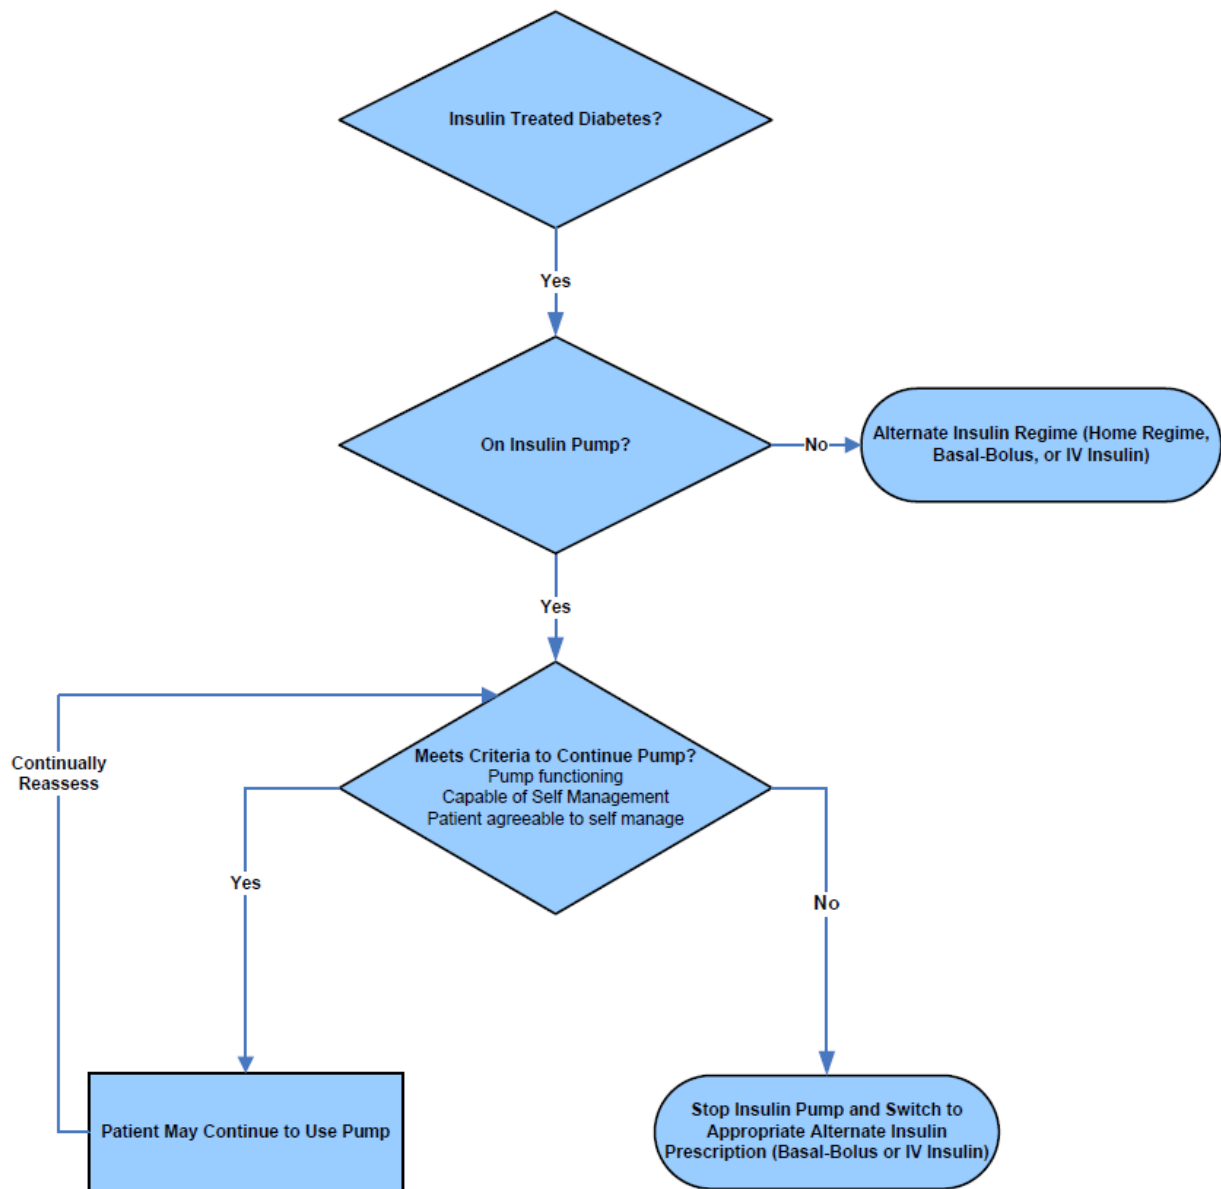 Insulin Treated Diabetes?
Yes
On Insulin Pump?
No
Alternate Insulin Regime (Home Regime,
Basal-Bolus, or IV Insulin)
Yes
Meets Criteria to Continue Pump?
Pump functioning
Capable of Self Management
Patient agreeable to self manage
Continually
Reassess
Yes
No
Patient May Continue to Use Pump
Stop Insulin Pump and Switch to
Appropriate Alternate Insulin
Prescription (Basal-Bolus or IV Insulin)